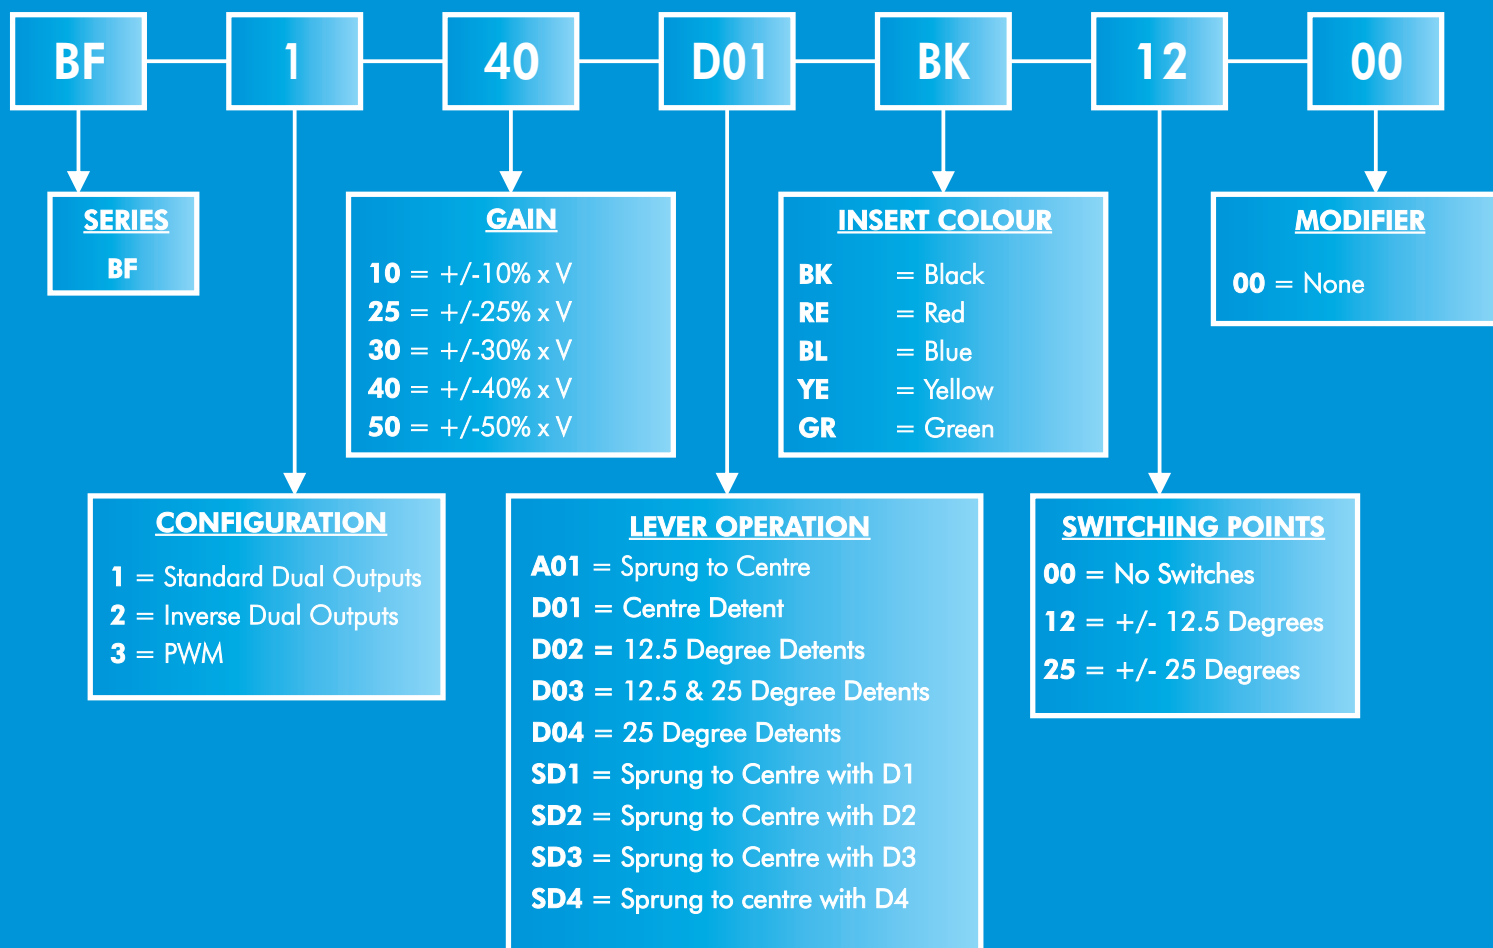 BF 1 40 D01 BK 12 00
SERIES
BF
GAIN
10 = +/-10% x V
25 = +/-25% x V
30 = +/-30% x V
40 = +/-40% x V
50 = +/-50% x V
INSERT COLOUR
BK = Black
RE = Red
BL = Blue
YE = Yellow
GR = Green
MODIFIER
00 = None
CONFIGURATION
1 = Standard Dual Outputs
2 = Inverse Dual Outputs
3 = PWM
LEVER OPERATION
A01 = Sprung to Centre
D01 = Centre Detent
D02 = 12.5 Degree Detents
D03 = 12.5 & 25 Degree Detents
D04 = 25 Degree Detents
SD1 = Sprung to Centre with D1
SD2 = Sprung to Centre with D2
SD3 = Sprung to Centre with D3
SD4 = Sprung to centre with D4
SWITCHING POINTS
00 = No Switches
12 = +/- 12.5 Degrees
25 = +/- 25 Degrees